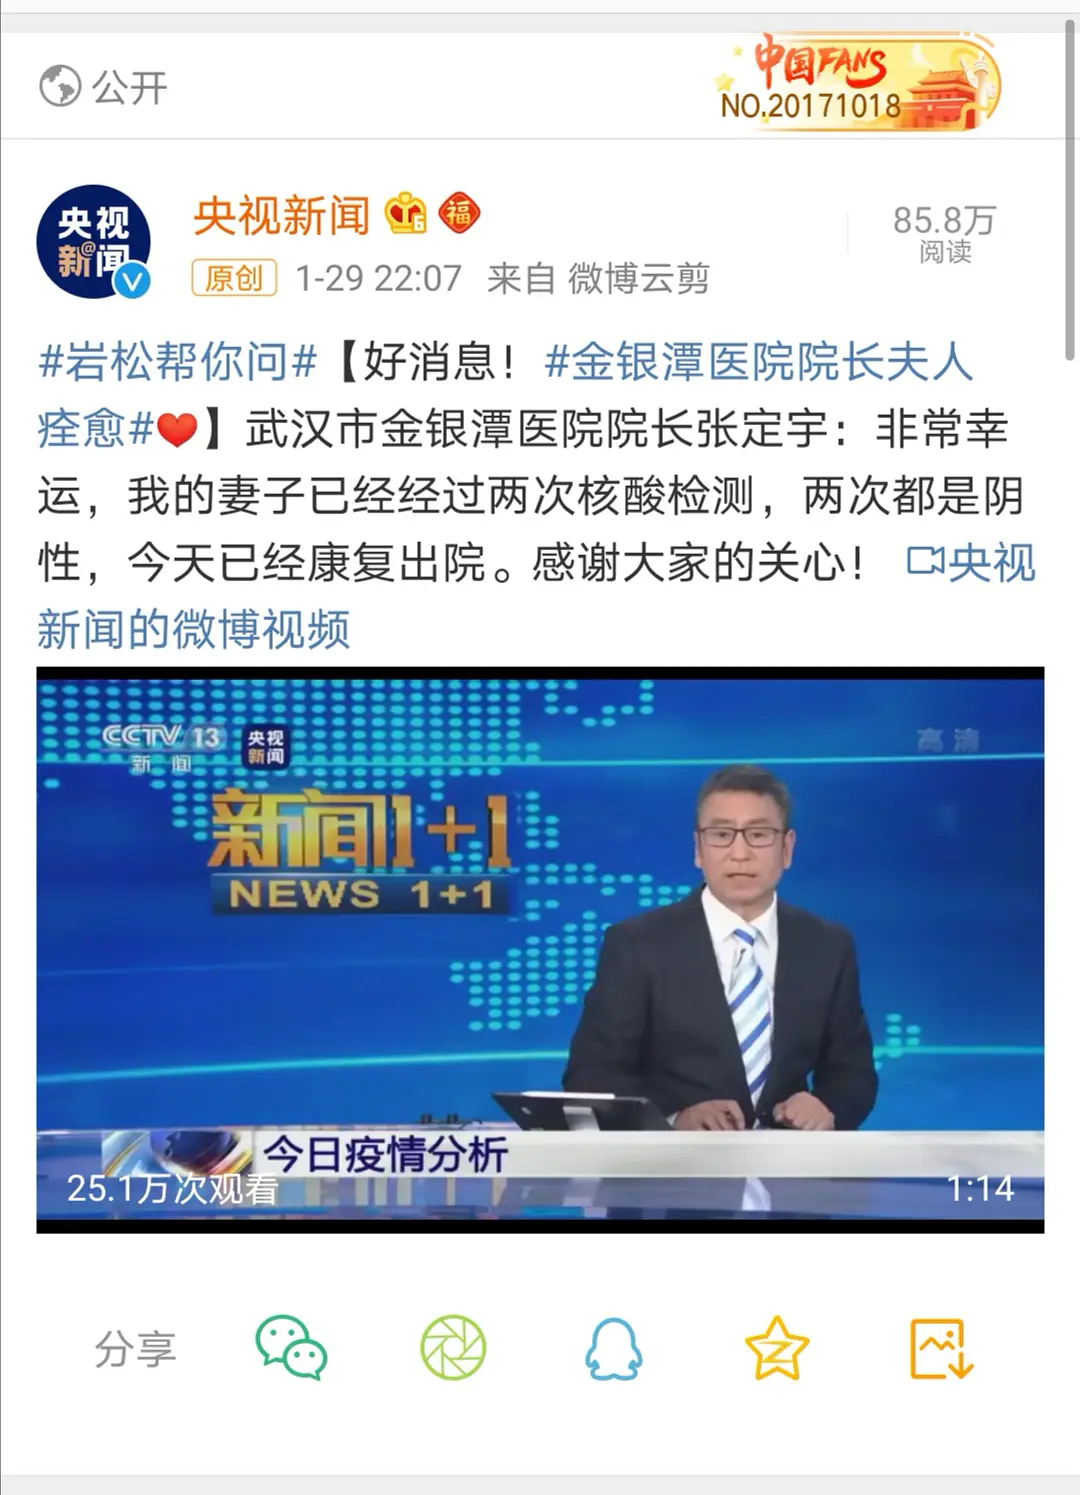 中国FANS
公开
NO.20171018
央视新闻
85.8万
阅读
原创 1-29 22:07 来自 微博云剪
央视
新@闻
#岩松帮你问#【好消息！#金银潭医院院长夫人
痊愈#❤️】武汉市金银潭医院院长张定宇：非常幸
运，我的妻子已经经过两次核酸检测，两次都是阴
性，今天已经康复出院。感谢大家的关心！ 央视
新闻的微博视频
CCTV 13
新闻
央视
新闻
高清
新闻1+1
NEWS 1+1
今日疫情分析
25.1万次观看
1:14
分享